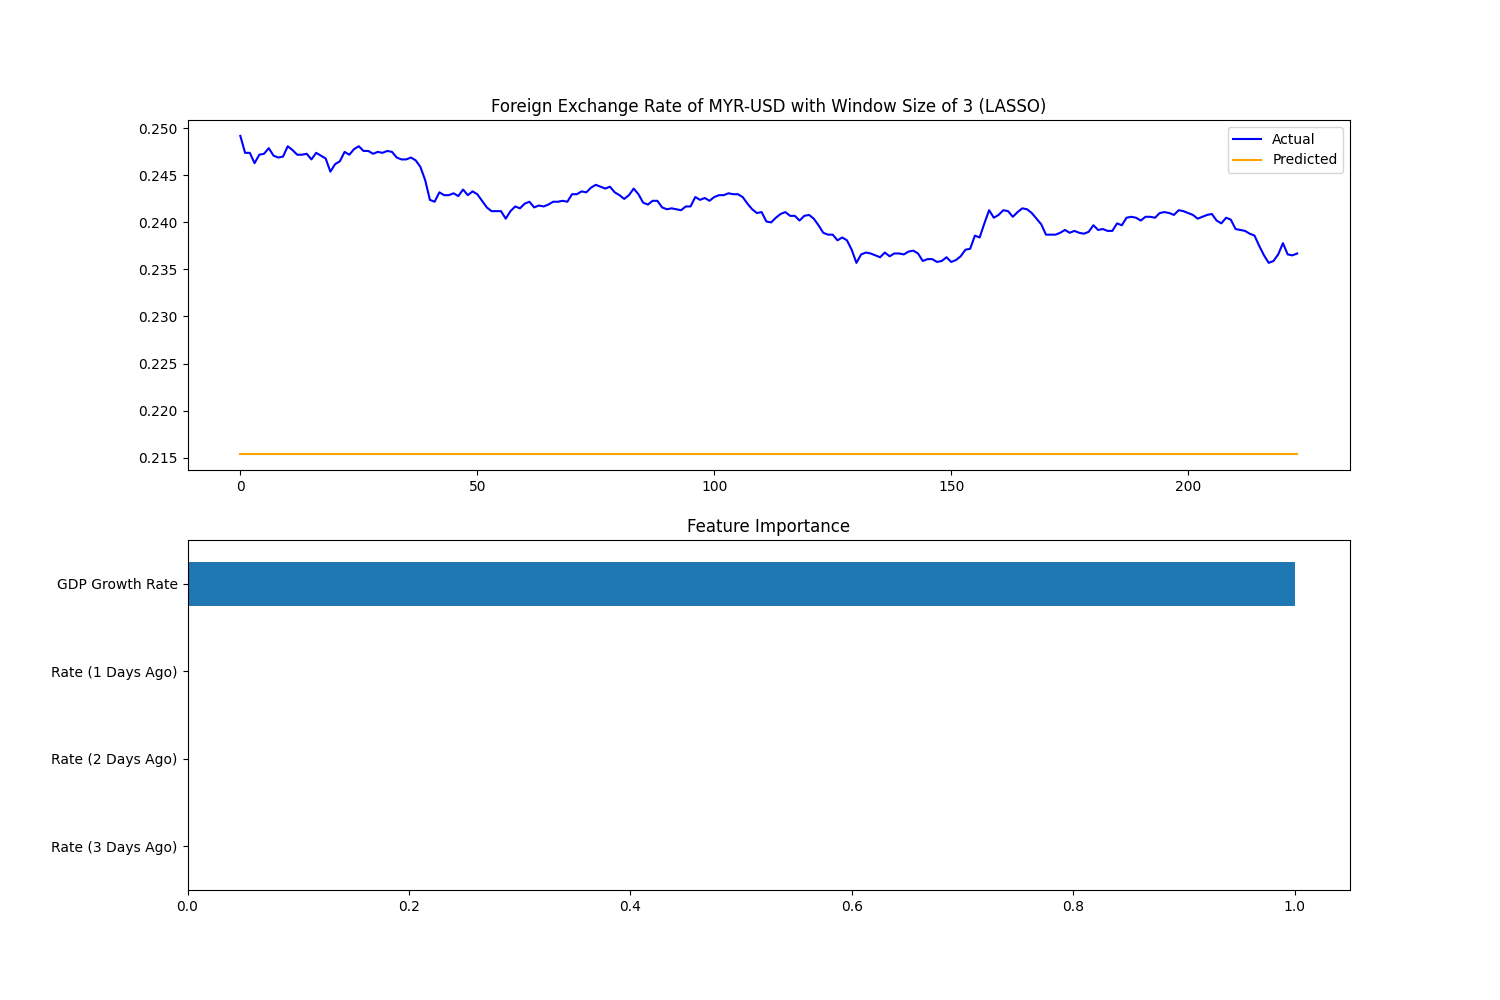 Foreign Exchange Rate of MYR-USD with Window Size of 3 (LASSO)
0.250
0.245
0.240
0.235
0.230
0.225
0.220
0.215
Actual
Predicted
0 50 100 150 200
Feature Importance
GDP Growth Rate
Rate (1 Days Ago)
Rate (2 Days Ago)
Rate (3 Days Ago)
0.0 0.2 0.4 0.6 0.8 1.0